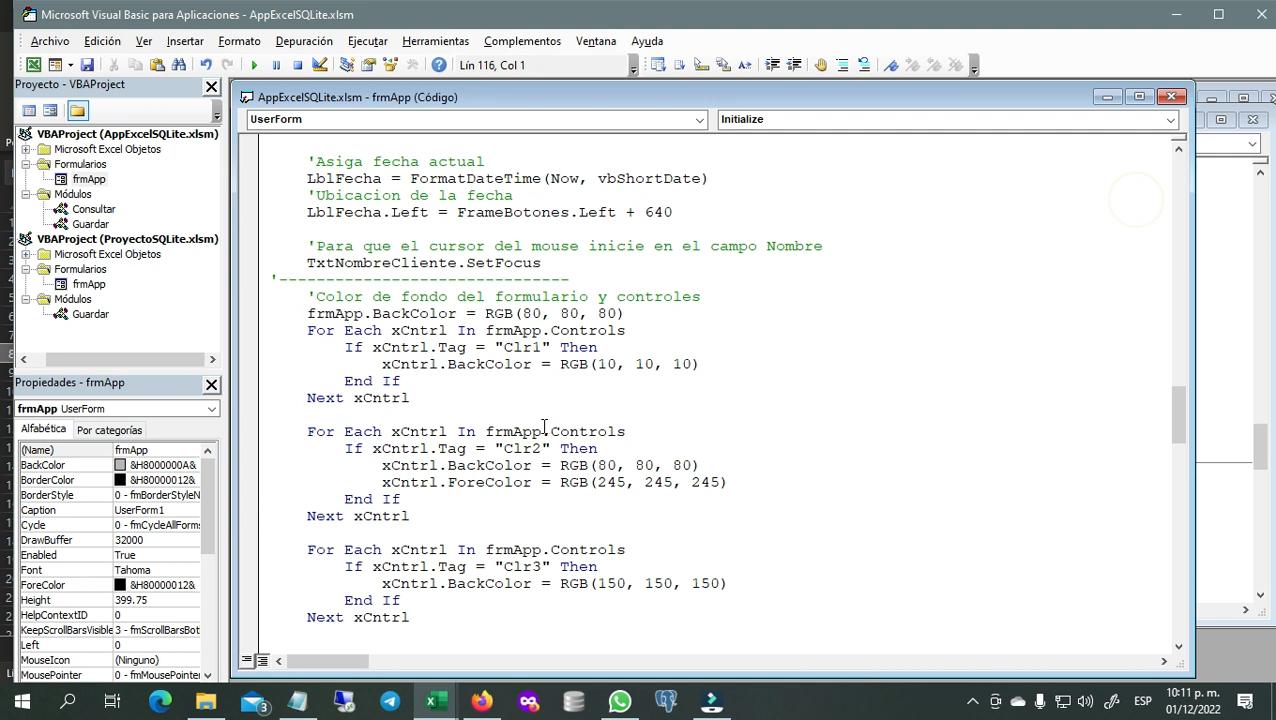 Microsoft Visual Basic para Aplicaciones - AppExcelSQLite.xlsm
Archivo Edición Ver Insertar Formato Depuración Ejecutar Herramientas Complementos Ventana Ayuda
Lín 116, Col 1
Proyecto - VBAProject
VBAProject (AppExcelSQLite.xlsm)
Microsoft Excel Objetos
Formularios
frmApp
Módulos
Consultar
Guardar
VBAProject (ProyectoSQLite.xlsm)
Microsoft Excel Objetos
Formularios
frmApp
Módulos
Guardar
Propiedades - frmApp
frmApp UserForm
Alfabética Por categorías
(Name) frmApp
BackColor &H8000000A&
BorderColor &H80000012&
BorderStyle 0 - fmBorderStyleN
Caption UserForm1
Cycle 0 - fmCycleAllForms
DrawBuffer 32000
Enabled True
Font Tahoma
ForeColor &H80000012&
Height 399.75
HelpContextID 0
KeepScrollBarsVisible 3 - fmScrollBarsBot
Left 0
MouseIcon (Ninguno)
MousePointer 0 - fmMousePointer
AppExcelSQLite.xlsm - frmApp (Código)
UserForm Initialize
'Asiga fecha actual
LblFecha = FormatDateTime(Now, vbShortDate)
'Ubicacion de la fecha
LblFecha.Left = FrameBotones.Left + 640
'Para que el cursor del mouse inicie en el campo Nombre
TxtNombreCliente.SetFocus
'-------------------------------
'Color de fondo del formulario y controles
frmApp.BackColor = RGB(80, 80, 80)
For Each xCntrl In frmApp.Controls
If xCntrl.Tag = "Clr1" Then
xCntrl.BackColor = RGB(10, 10, 10)
End If
Next xCntrl
For Each xCntrl In frmApp.Controls
If xCntrl.Tag = "Clr2" Then
xCntrl.BackColor = RGB(80, 80, 80)
xCntrl.ForeColor = RGB(245, 245, 245)
End If
Next xCntrl
For Each xCntrl In frmApp.Controls
If xCntrl.Tag = "Clr3" Then
xCntrl.BackColor = RGB(150, 150, 150)
End If
Next xCntrl
3
ESP
10:11 p. m.
01/12/2022